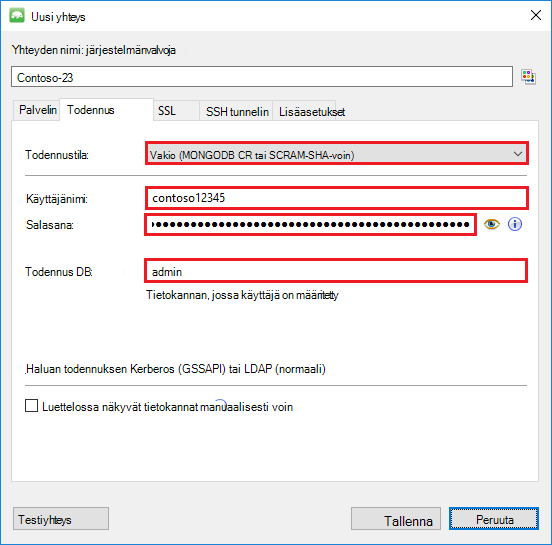 Uusi yhteys
Yhteyden nimi: järjestelmänvalvoja
Contoso-23
Palvelin Todennus SSL SSH tunnelin Lisäasetukset
Todennustila: Vakio (MONGODB CR tai SCRAM-SHA-voin)
Käyttäjänimi: contoso12345
Salasana:
Todennus DB: admin
Tietokannan, jossa käyttäjä on määritetty
Haluan todennuksen Kerberos (GSSAPI) tai LDAP (normaali)
Luettelossa näkyvät tietokannat manuaalisesti voin
Testiyhteys Tallenna Peruuta